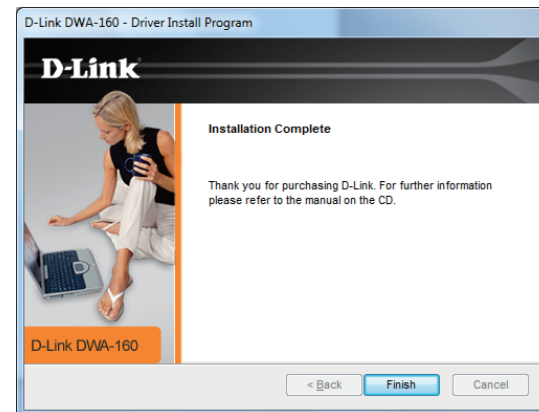 D-Link DWA-160 - Driver Install Program
D-Link
Installation Complete
Thank you for purchasing D-Link. For further information
please refer to the manual on the CD.
D-Link DWA-160
< Back
Finish
Cancel